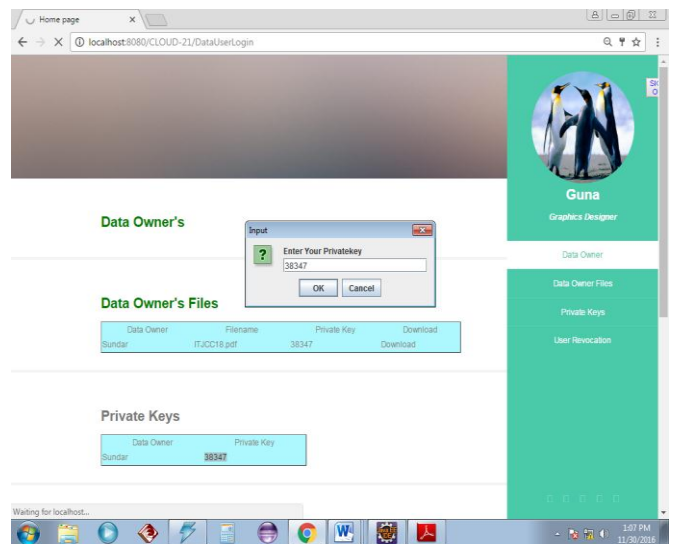 Home page
localhost:8080/CLOUD-21/DataUserLogin
Guna
Graphics Designer
Data Owner
Data Owner Files
Private Keys
User Revocation
Data Owner's
Input
Enter Your Privatekey
38347
OK Cancel
Data Owner's Files
Data Owner Filename Private Key Download
Sundar ITJCC18.pdf 38347 Download
Private Keys
Data Owner Private Key
Sundar 38347
Waiting for localhost...
1:07 PM
11/30/2016